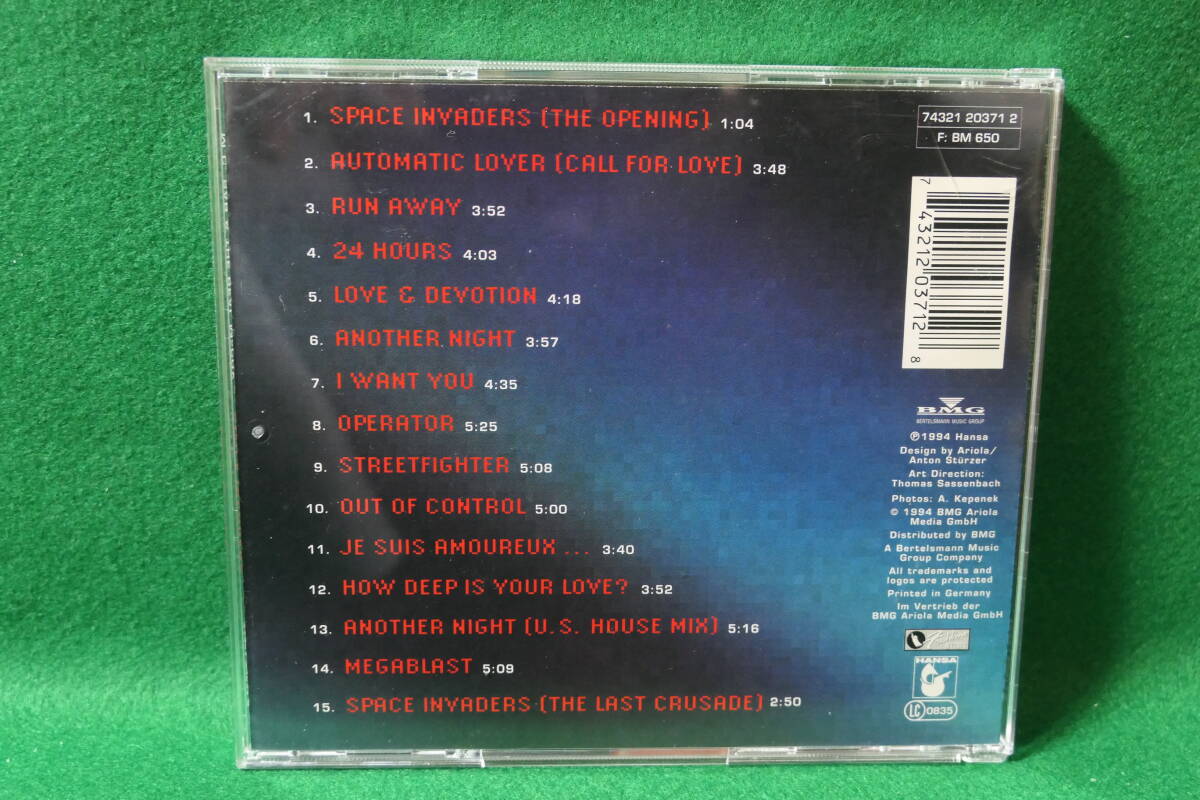 1. SPACE INVADERS (THE OPENING) 1:04
2. AUTOMATIC LOVER (CALL FOR LOVE) 3:48
3. RUN AWAY 3:52
4. 24 HOURS 4:03
5. LOVE & DEVOTION 4:18
6. ANOTHER NIGHT 3:57
7. I WANT YOU 4:35
8. OPERATOR 5:25
9. STREETFIGHTER 5:08
10. OUT OF CONTROL 5:00
11. JE SUIS AMOUREUX ... 3:40
12. HOW DEEP IS YOUR LOVE? 3:52
13. ANOTHER NIGHT (U.S. HOUSE MIX) 5:16
14. MEGABLAST 5:09
15. SPACE INVADERS (THE LAST CRUSADE) 2:50
74321 20371 2
F: BM 650
7 43212 03712 8
BMG
BERTELSMANN MUSIC GROUP
℗ 1994 Hansa
Design by Ariola/
Anton Stürzer
Art Direction:
Thomas Sassenbach
Photos: A. Kepenek
© 1994 BMG Ariola
Media GmbH
Distributed by BMG
A Bertelsmann Music
Group Company
All trademarks and
logos are protected
Printed in Germany
Im Vertrieb der
BMG Ariola Media GmbH
HANSA
LC 0835